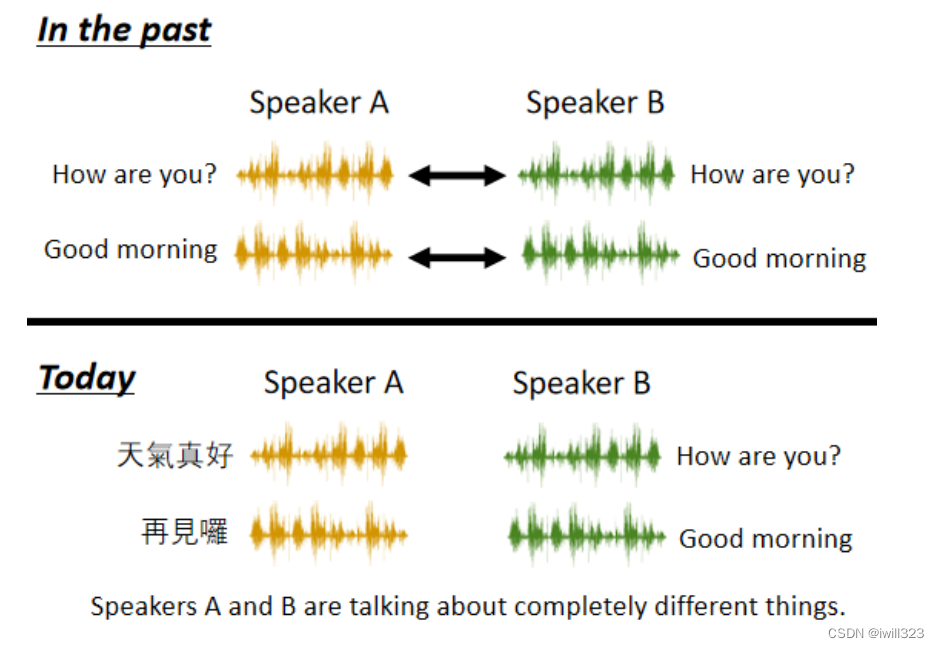 In the past
Speaker A Speaker B
How are you? How are you?
Good morning Good morning
Today
Speaker A Speaker B
天氣真好 How are you?
再見囉 Good morning
Speakers A and B are talking about completely different things.
CSDN @iwill323